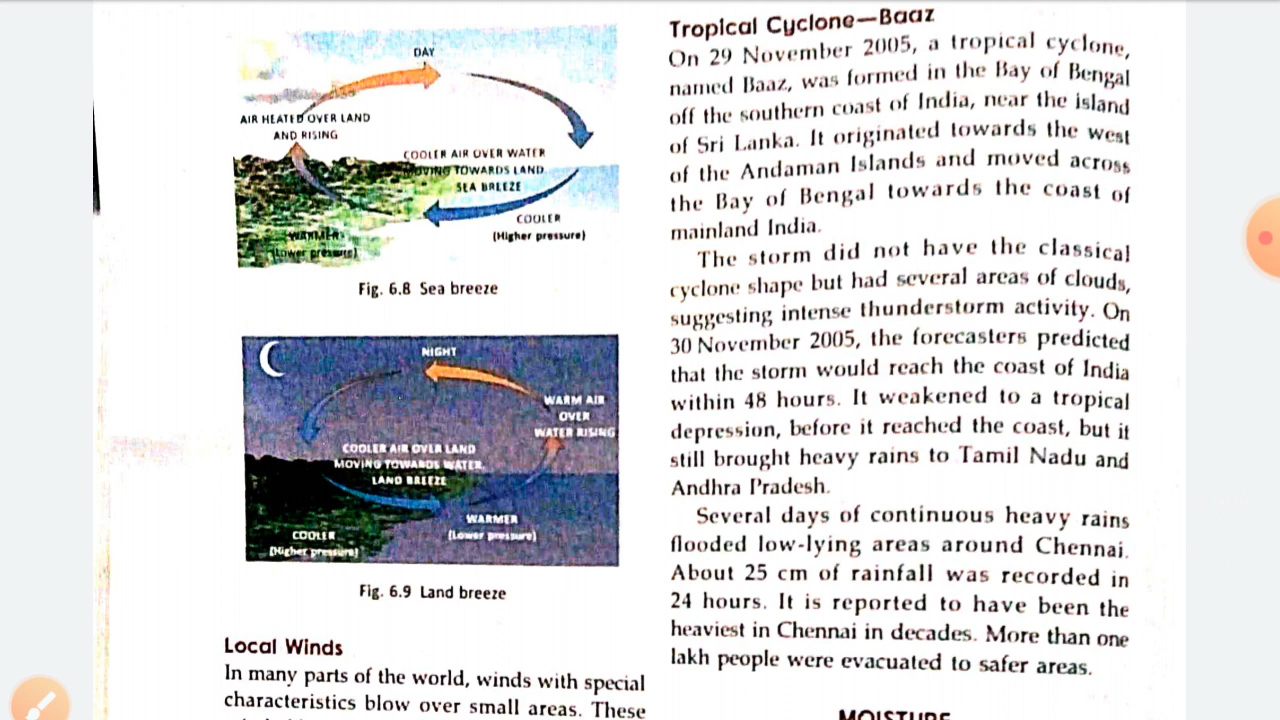 DAY
AIR HEATED OVER LAND
AND RISING
COOLER AIR OVER WATER
MOVING TOWARDS LAND
SEA BREEZE
COOLER
(Higher pressure)
WARMER
(Lower pressure)
Fig. 6.8 Sea breeze
NIGHT
WARM AIR
OVER
WATER RISING
COOLER AIR OVER LAND
MOVING TOWARDS WATER
LAND BREEZE
WARMER
(Lower pressure)
COOLER
(Higher pressure)
Fig. 6.9 Land breeze
Local Winds
In many parts of the world, winds with special
characteristics blow over small areas. These
Tropical Cyclone—Baaz
On 29 November 2005, a tropical cyclone,
named Baaz, was formed in the Bay of Bengal
off the southern coast of India, near the island
of Sri Lanka. It originated towards the west
of the Andaman Islands and moved across
the Bay of Bengal towards the coast of
mainland India.
The storm did not have the classical
cyclone shape but had several areas of clouds,
suggesting intense thunderstorm activity. On
30 November 2005, the forecasters predicted
that the storm would reach the coast of India
within 48 hours. It weakened to a tropical
depression, before it reached the coast, but it
still brought heavy rains to Tamil Nadu and
Andhra Pradesh.
Several days of continuous heavy rains
flooded low-lying areas around Chennai.
About 25 cm of rainfall was recorded in
24 hours. It is reported to have been the
heaviest in Chennai in decades. More than one
lakh people were evacuated to safer areas.
MOISTURE